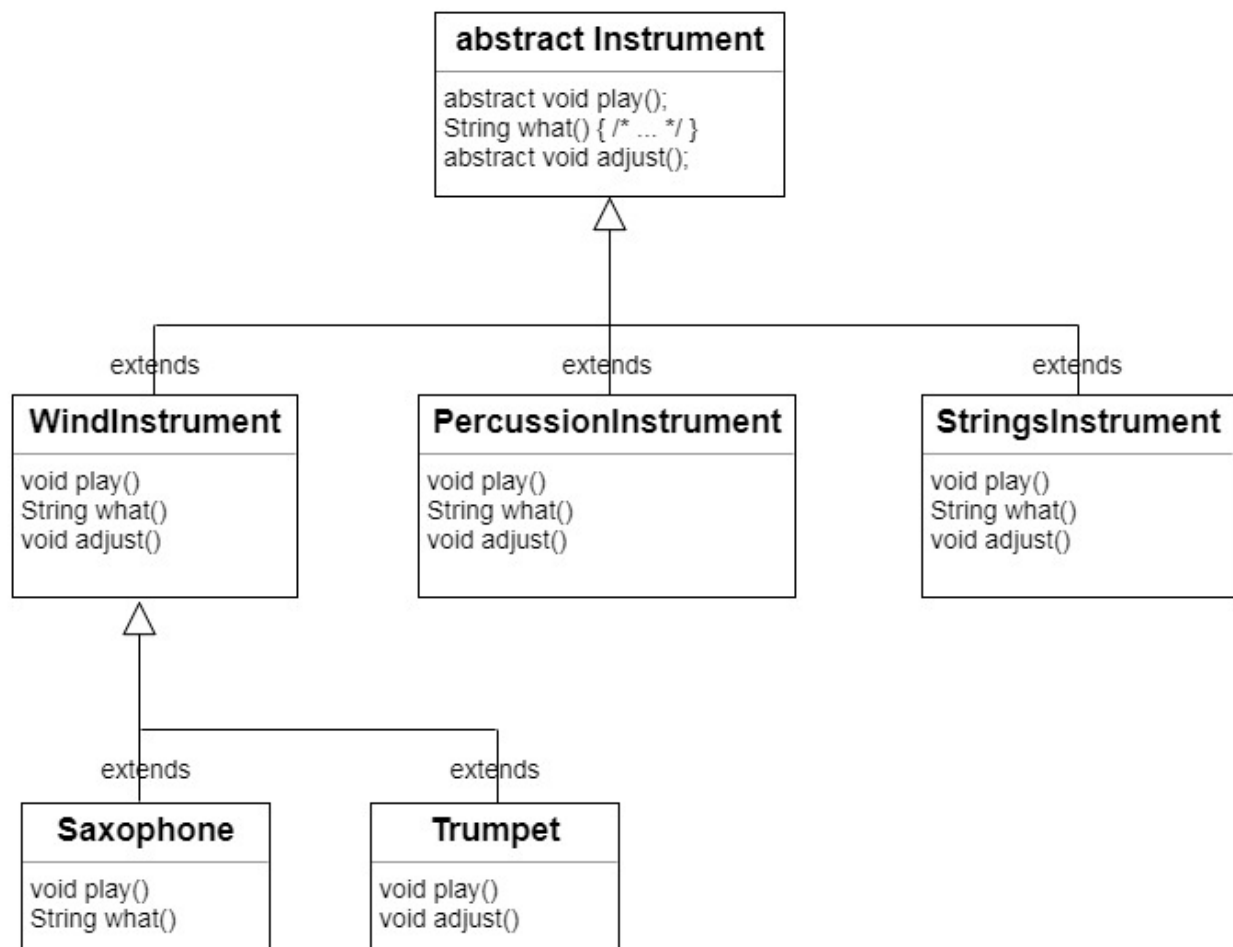 abstract Instrument
abstract void play();
String what() { /* ... */ }
abstract void adjust();
extends
extends
extends
WindInstrument
void play()
String what()
void adjust()
PercussionInstrument
void play()
String what()
void adjust()
StringsInstrument
void play()
String what()
void adjust()
extends
extends
Saxophone
void play()
String what()
Trumpet
void play()
void adjust()